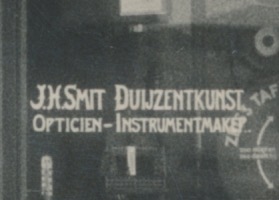 J.H. SMIT DUIJZENTKUNST
OPTICIEN-INSTRUMENTMAKER